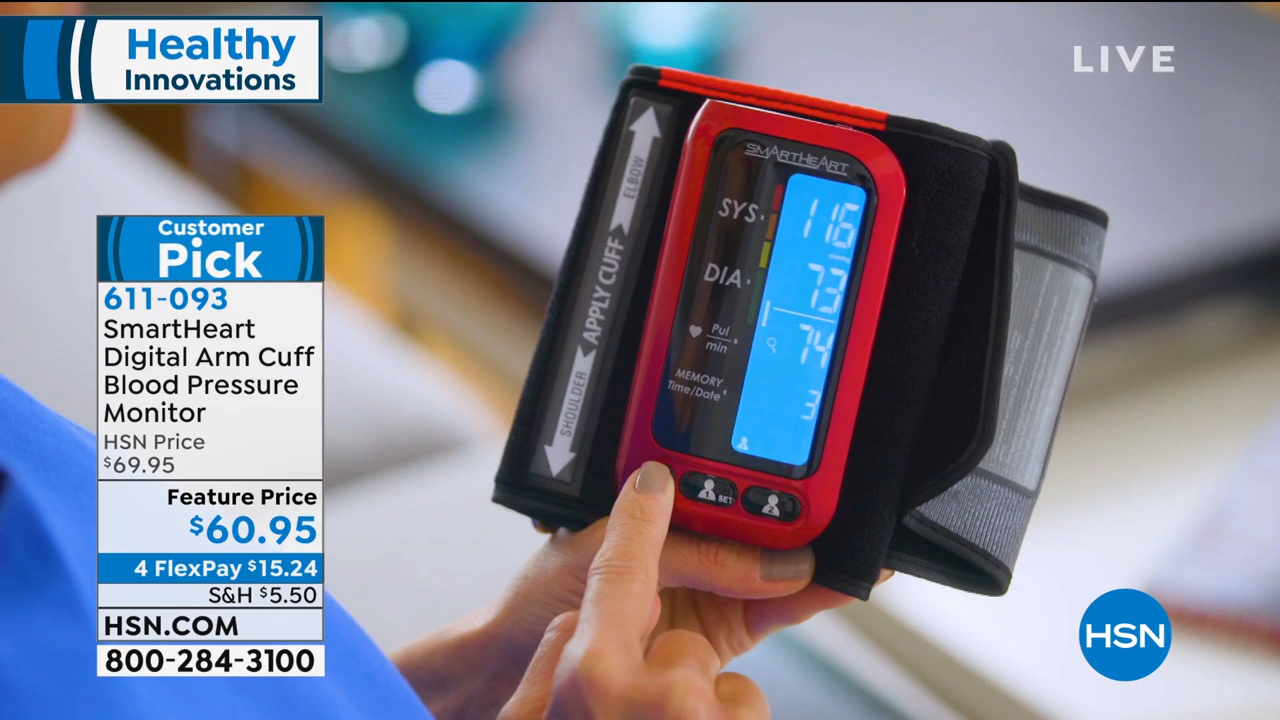 Healthy
Innovations
LIVE
Customer
Pick
611-093
SmartHeart
Digital Arm Cuff
Blood Pressure
Monitor
HSN Price
$69.95
Feature Price
$60.95
4 FlexPay $15.24
S&H $5.50
HSN.COM
800-284-3100
SHOULDER APPLY CUFF ELBOW
SMARTHEART
SYS.
116
DIA.
73
Pul
min
74
MEMORY
Time/Date
3
1 SET
2
HSN